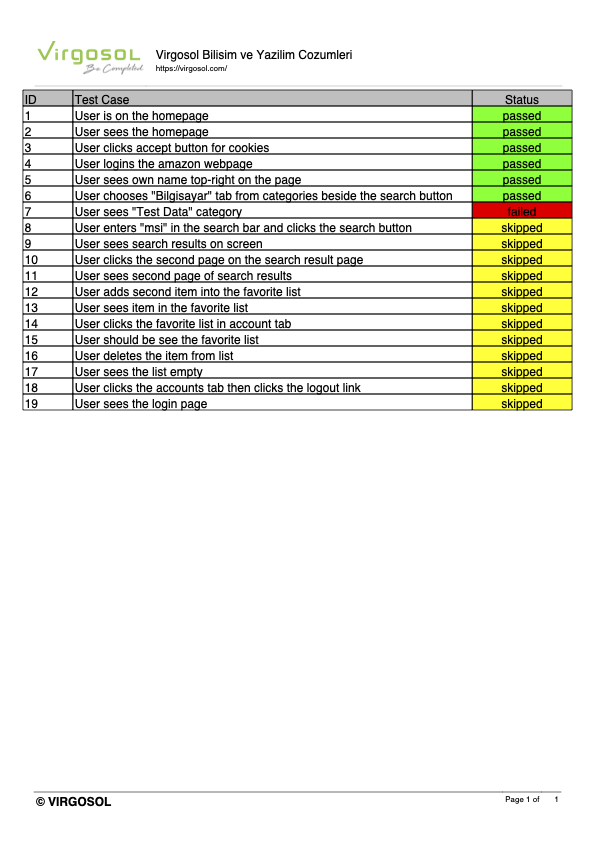 Virgosol
Be Completed
Virgosol Bilisim ve Yazilim Cozumleri
https://virgosol.com/
ID Test Case Status
1 User is on the homepage passed
2 User sees the homepage passed
3 User clicks accept button for cookies passed
4 User logins the amazon webpage passed
5 User sees own name top-right on the page passed
6 User chooses "Bilgisayar" tab from categories beside the search button passed
7 User sees "Test Data" category failed
8 User enters "msi" in the search bar and clicks the search button skipped
9 User sees search results on screen skipped
10 User clicks the second page on the search result page skipped
11 User sees second page of search results skipped
12 User adds second item into the favorite list skipped
13 User sees item in the favorite list skipped
14 User clicks the favorite list in account tab skipped
15 User should be see the favorite list skipped
16 User deletes the item from list skipped
17 User sees the list empty skipped
18 User clicks the accounts tab then clicks the logout link skipped
19 User sees the login page skipped
© VIRGOSOL Page 1 of 1